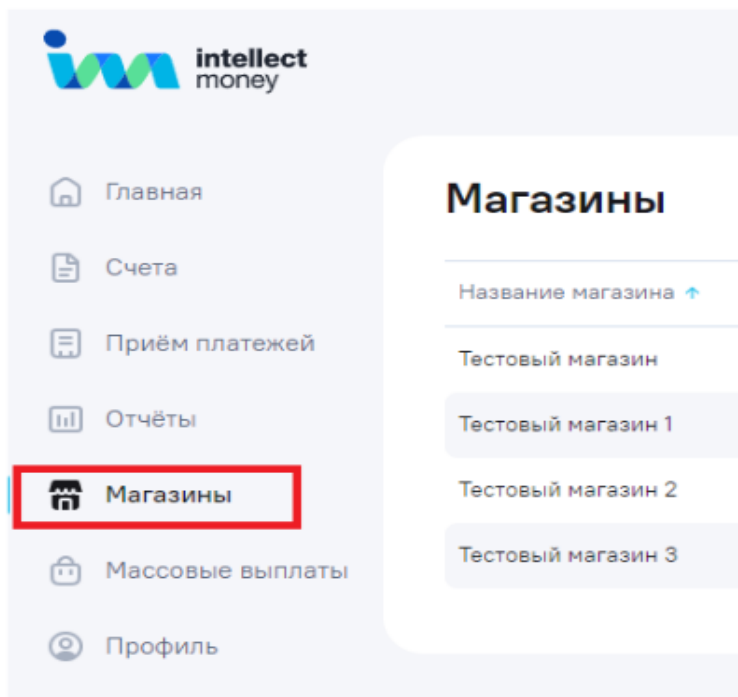 intellect
money
Главная
Счета
Приём платежей
Отчёты
Магазины
Массовые выплаты
Профиль
Магазины
Название магазина ↑
Тестовый магазин
Тестовый магазин 1
Тестовый магазин 2
Тестовый магазин 3